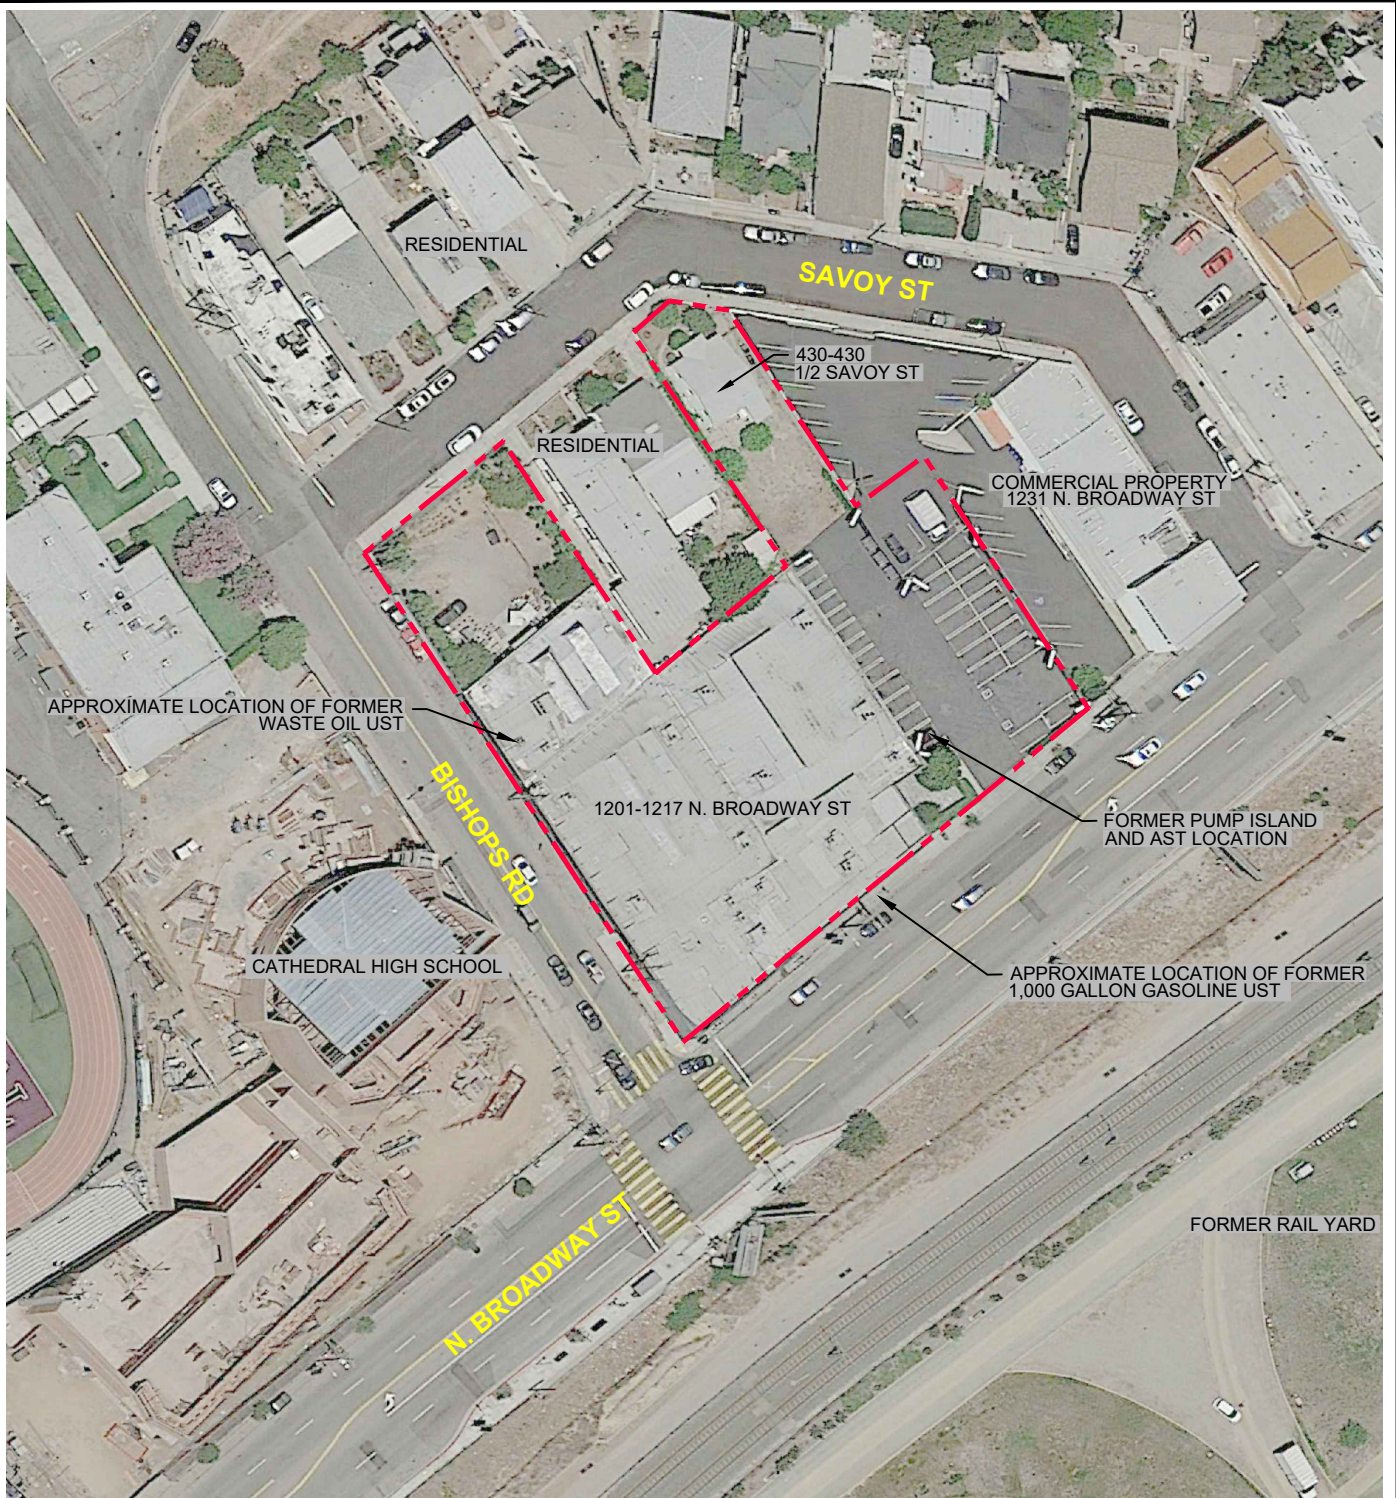 RESIDENTIAL
SAVOY ST
430-430
1/2 SAVOY ST
RESIDENTIAL
COMMERCIAL PROPERTY
1231 N. BROADWAY ST
APPROXIMATE LOCATION OF FORMER
WASTE OIL UST
BISHOPS RD
1201-1217 N. BROADWAY ST
FORMER PUMP ISLAND
AND AST LOCATION
CATHEDRAL HIGH SCHOOL
APPROXIMATE LOCATION OF FORMER
1,000 GALLON GASOLINE UST
FORMER RAIL YARD
N. BROADWAY ST